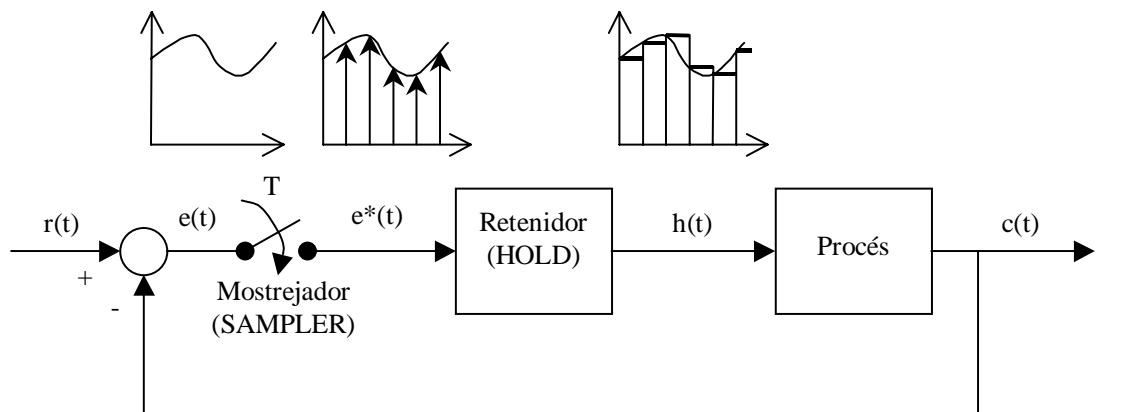 T
r(t)
e(t)
e*(t)
Retenidor
(HOLD)
h(t)
Procés
c(t)
+
-
Mostrejador
(SAMPLER)